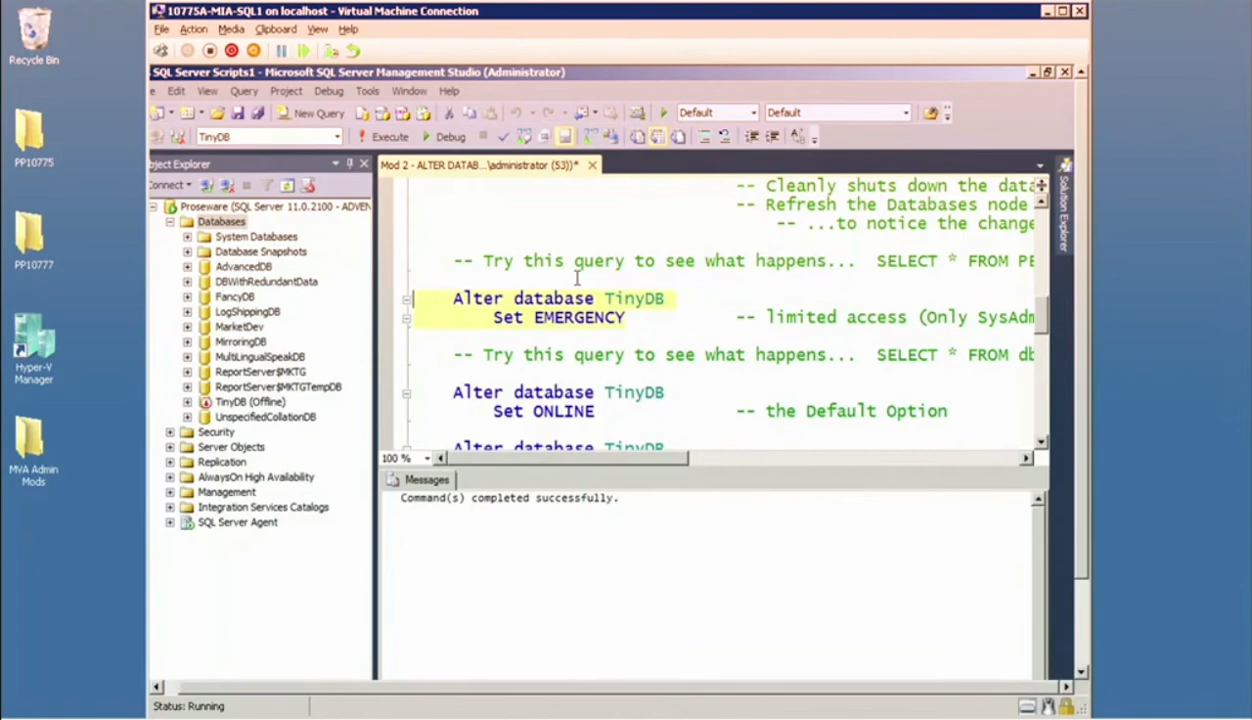 10775A-MIA-SQL1 on localhost - Virtual Machine Connection
File Action Media Clipboard View Help
SQL Server Scripts1 - Microsoft SQL Server Management Studio (Administrator)
e Edit View Query Project Debug Tools Window Help
New Query Default Default
TinyDB Execute Debug
bject Explorer
onnect
Proseware (SQL Server 11.0.2100 - ADVEN
Databases
System Databases
Database Snapshots
AdvancedDB
DBWithRedundantData
FancyDB
LogShippingDB
MarketDev
MirroringDB
MultiLingualSpeakDB
ReportServer$MKTG
ReportServer$MKTGTempDB
TinyDB (Offline)
UnspecifiedCollationDB
Security
Server Objects
Replication
AlwaysOn High Availability
Management
Integration Services Catalogs
SQL Server Agent
Mod 2 - ALTER DATAB...\administrator (53))*
-- Cleanly shuts down the data
-- Refresh the Databases node
-- ...to notice the change
-- Try this query to see what happens... SELECT * FROM PE
Alter database TinyDB
Set EMERGENCY -- limited access (Only SysAdm
-- Try this query to see what happens... SELECT * FROM db
Alter database TinyDB
Set ONLINE -- the Default Option
Alter database TinyDB
100 %
Messages
Command(s) completed successfully.
Solution Explorer
Status: Running
Recycle Bin
PP10775
PP10777
Hyper-V
Manager
MVA Admin
Mods